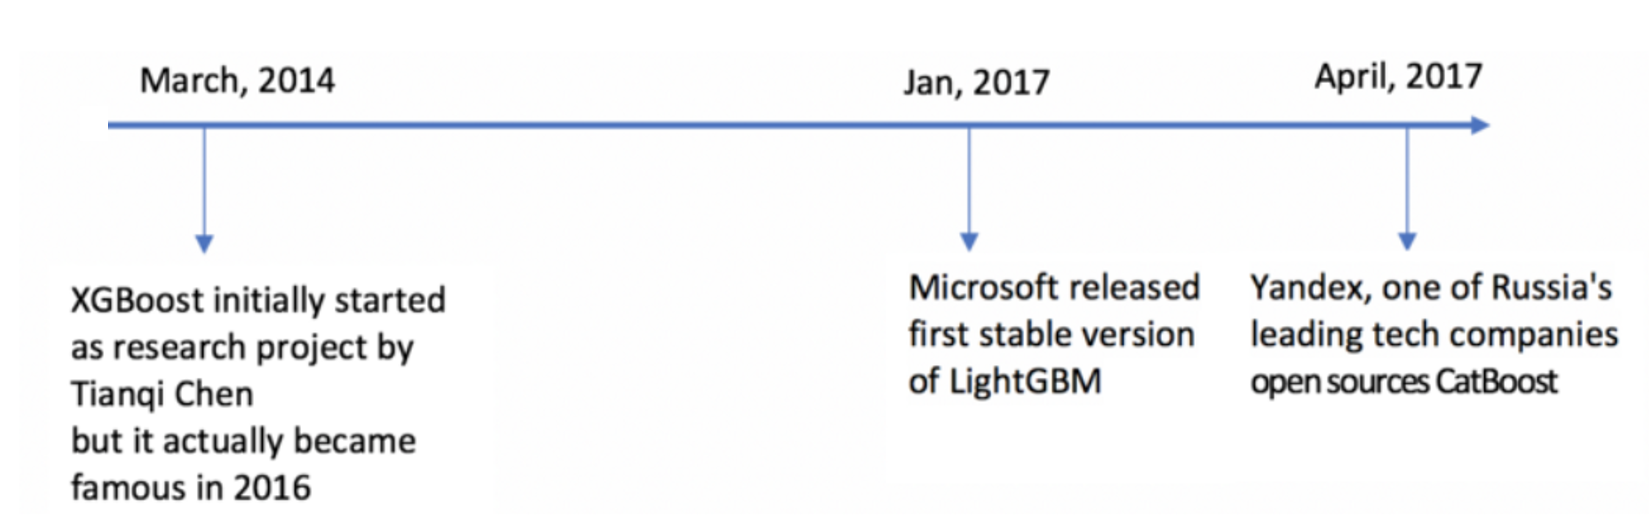 March, 2014
Jan, 2017
April, 2017
XGBoost initially started
as research project by
Tianqi Chen
but it actually became
famous in 2016
Microsoft released
first stable version
of LightGBM
Yandex, one of Russia's
leading tech companies
open sources CatBoost